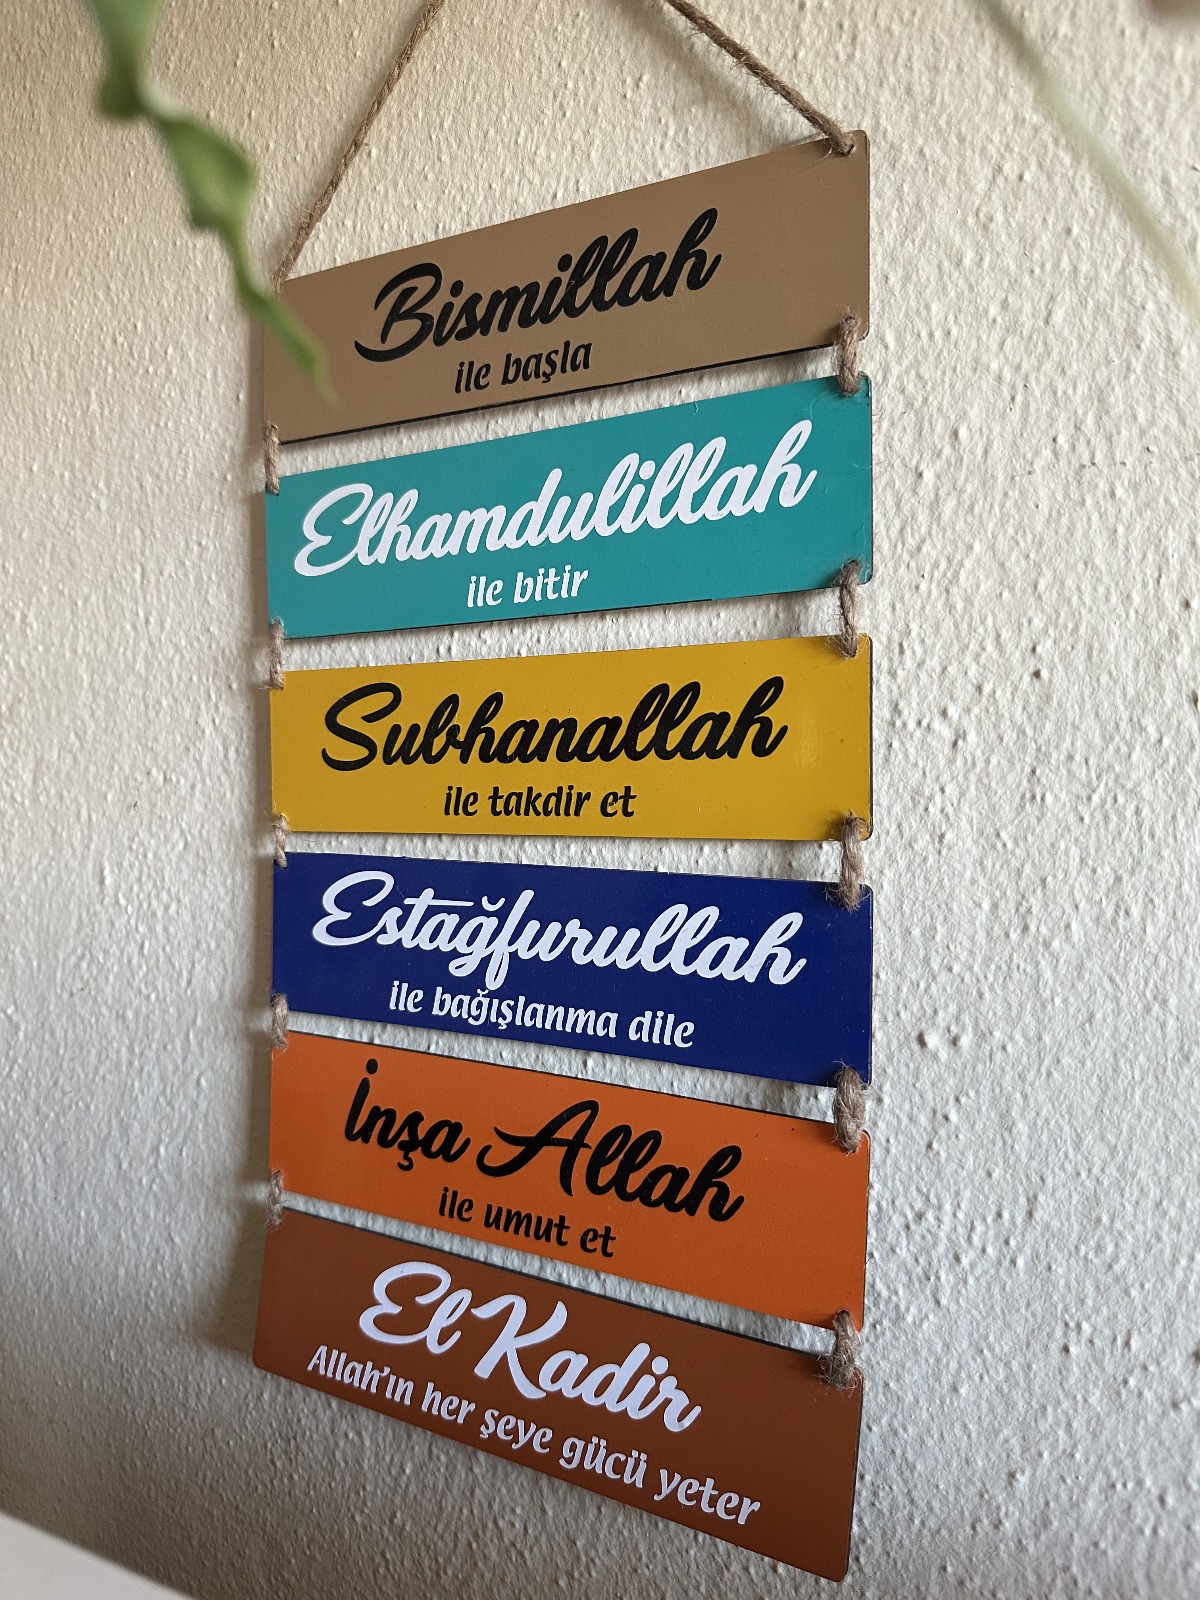 Bismillah
ile başla
Elhamdulillah
ile bitir
Subhanallah
ile takdir et
Estağfurullah
ile bağışlanma dile
İnşa Allah
ile umut et
El Kadir
Allah'ın her şeye gücü yeter